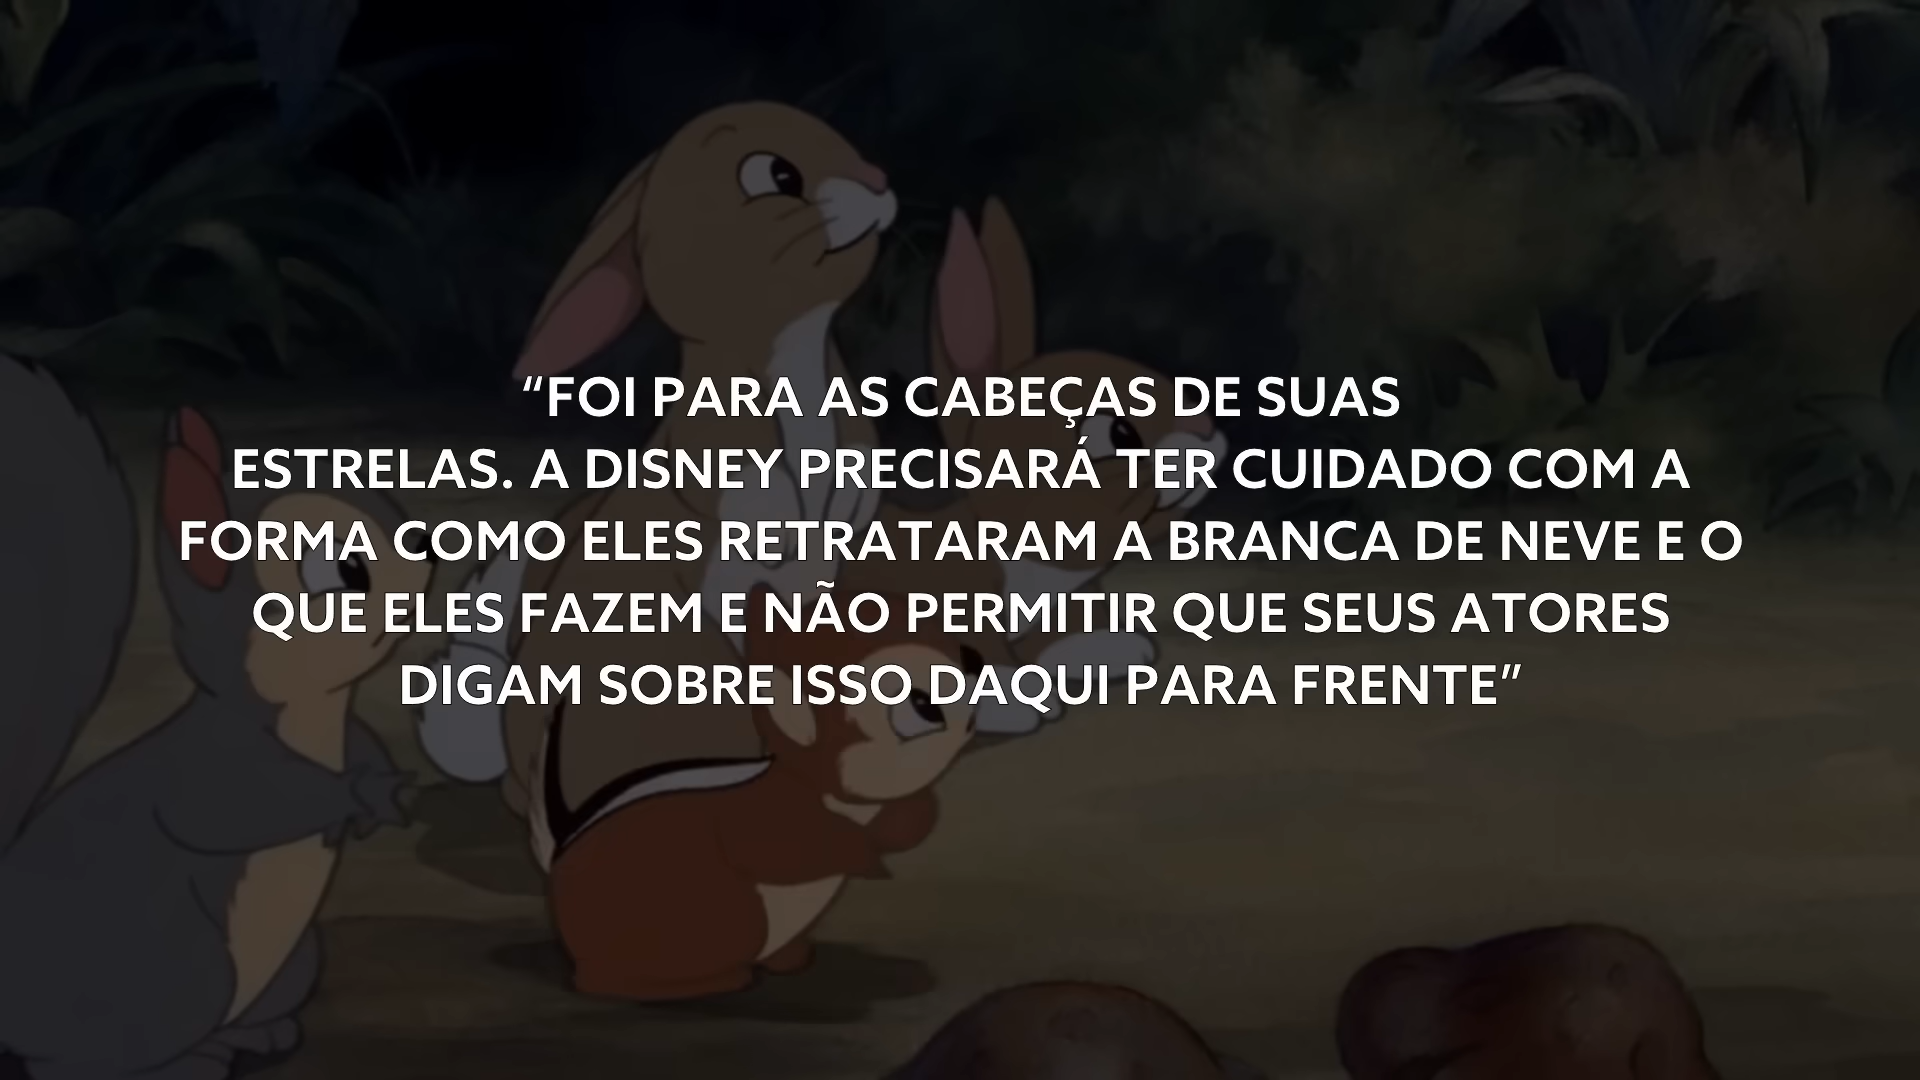 “FOI PARA AS CABEÇAS DE SUAS
ESTRELAS. A DISNEY PRECISARÁ TER CUIDADO COM A
FORMA COMO ELES RETRATARAM A BRANCA DE NEVE E O
QUE ELES FAZEM E NÃO PERMITIR QUE SEUS ATORES
DIGAM SOBRE ISSO DAQUI PARA FRENTE”